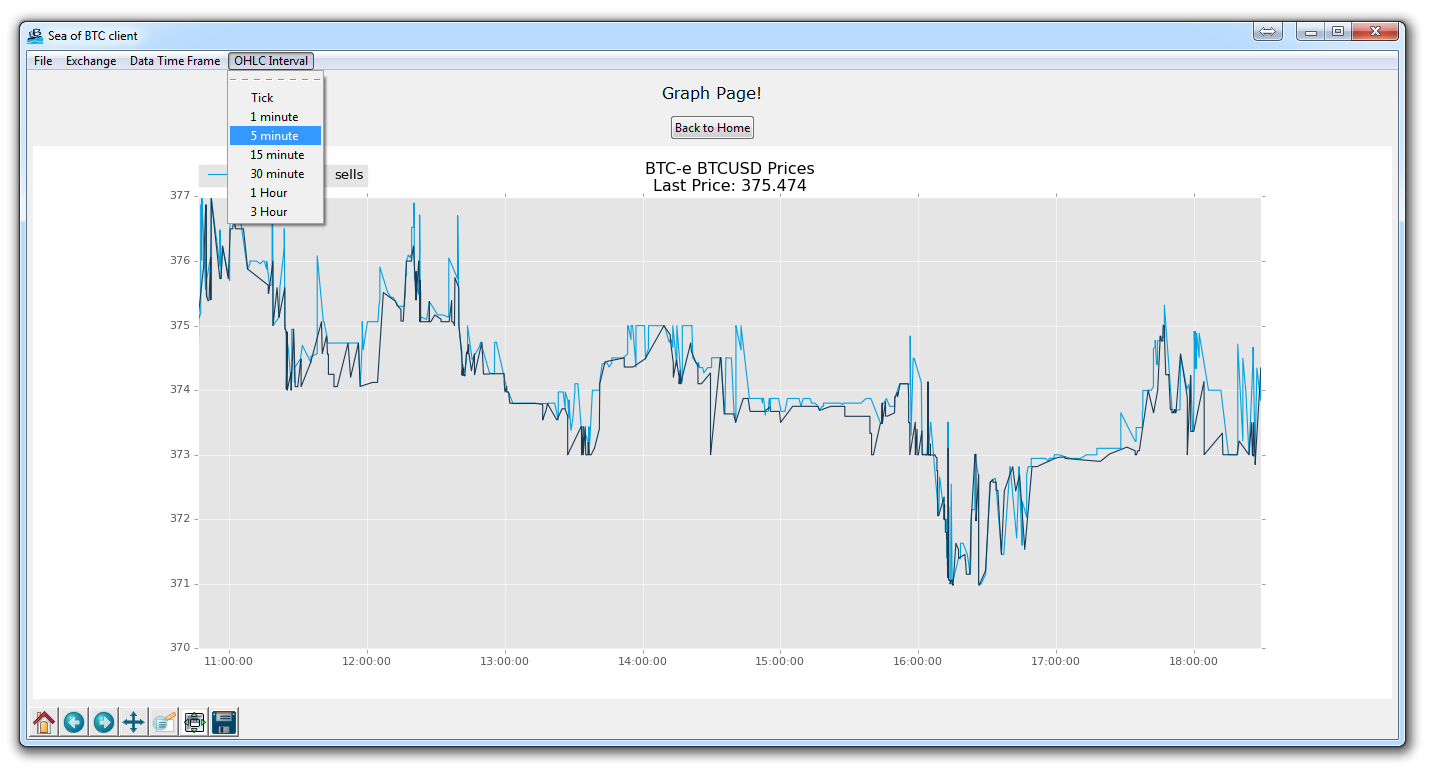 Sea of BTC client
File Exchange Data Time Frame OHLC Interval
Tick
1 minute
5 minute
15 minute
30 minute
1 Hour
3 Hour
Graph Page!
Back to Home
BTC-e BTCUSD Prices
Last Price: 375.474
sells
377
376
375
374
373
372
371
370
11:00:00 12:00:00 13:00:00 14:00:00 15:00:00 16:00:00 17:00:00 18:00:00